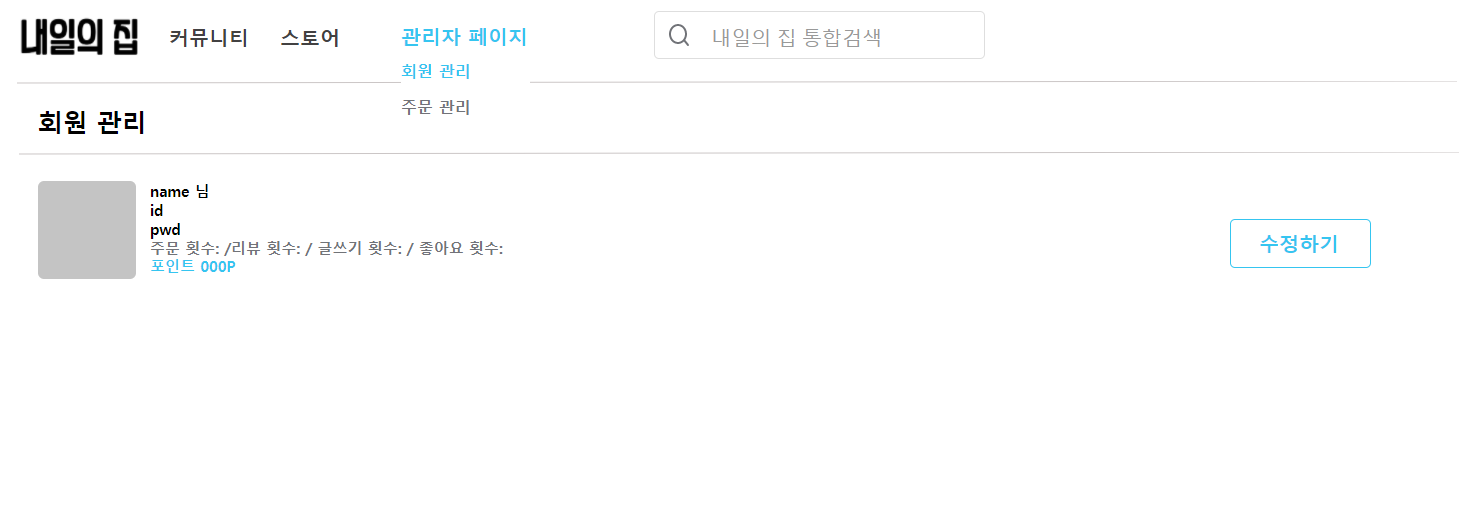 내일의 집 커뮤니티 스토어 관리자 페이지 내일의 집 통합검색
회원 관리
주문 관리
회원 관리
name 님
id
pwd
주문 횟수: /리뷰 횟수: / 글쓰기 횟수: / 좋아요 횟수:
포인트 000P
수정하기